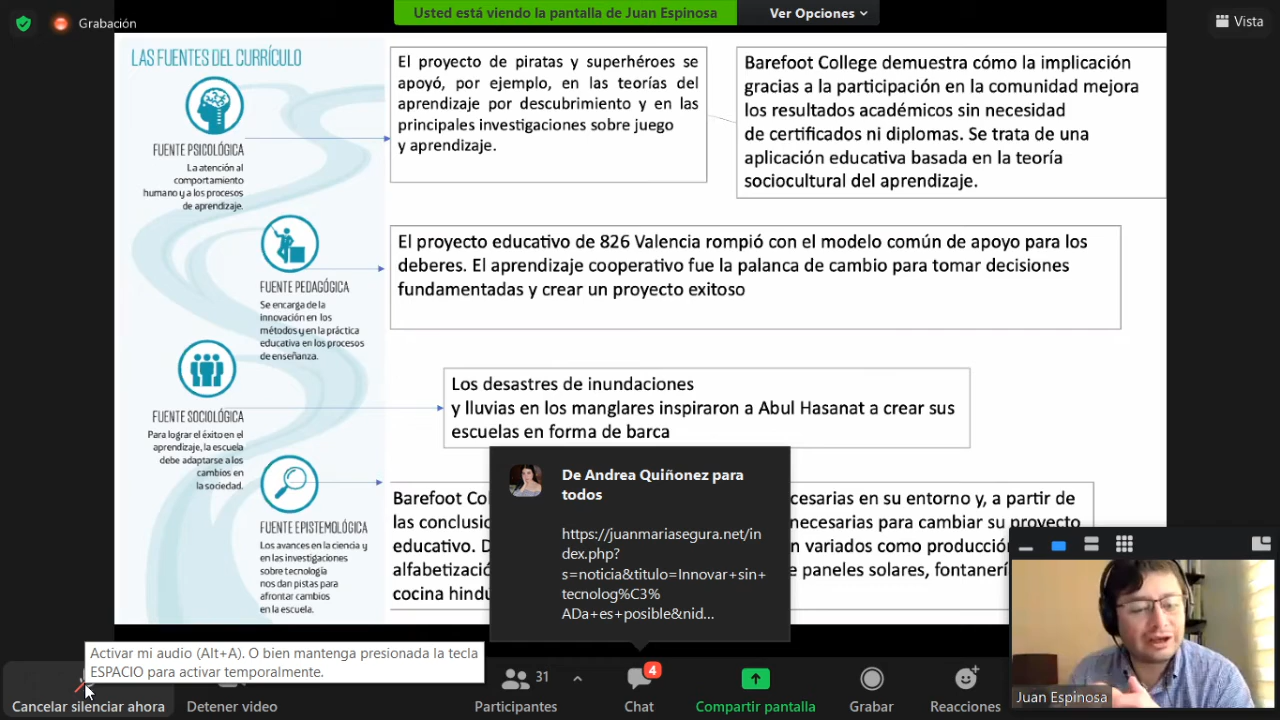 Usted está viendo la pantalla de Juan Espinosa
Ver Opciones
Grabación
Vista
LAS FUENTES DEL CURRÍCULO
FUENTE PSICOLÓGICA
La atención al
comportamiento
humano y a los procesos
de aprendizaje.
FUENTE PEDAGÓGICA
Se encarga de la
innovación en los
métodos y en la práctica
educativa en los procesos
de enseñanza.
FUENTE SOCIOLÓGICA
Para lograr el éxito en el
aprendizaje, la escuela
debe adaptarse a los
cambios en
la sociedad.
FUENTE EPISTEMOLÓGICA
Los avances en la ciencia y
en las investigaciones
sobre tecnología
nos dan pistas para
afrontar cambios
en la escuela.
El proyecto de piratas y superhéroes se
apoyó, por ejemplo, en las teorías del
aprendizaje por descubrimiento y en las
principales investigaciones sobre juego
y aprendizaje.
Barefoot College demuestra cómo la implicación
gracias a la participación en la comunidad mejora
los resultados académicos sin necesidad
de certificados ni diplomas. Se trata de una
aplicación educativa basada en la teoría
sociocultural del aprendizaje.
El proyecto educativo de 826 Valencia rompió con el modelo común de apoyo para los
deberes. El aprendizaje cooperativo fue la palanca de cambio para tomar decisiones
fundamentadas y crear un proyecto exitoso
Los desastres de inundaciones
y lluvias en los manglares inspiraron a Abul Hasanat a crear sus
escuelas en forma de barca
Barefoot Co cesarias en su entorno y, a partir de
las conclusio necesarias para cambiar su proyecto
educativo. D n variados como producció
alfabetizació e paneles solares, fontanerí
cocina hindú
De Andrea Quiñonez para
todos
https://juanmariasegura.net/in
dex.php?
s=noticia&titulo=Innovar+sin+
tecnolog%C3%
ADa+es+posible&nid...
Activar mi audio (Alt+A). O bien mantenga presionada la tecla
ESPACIO para activar temporalmente.
Cancelar silenciar ahora
Detener video
31
Participantes
4
Chat
Compartir pantalla
Grabar
Reacciones
Juan Espinosa